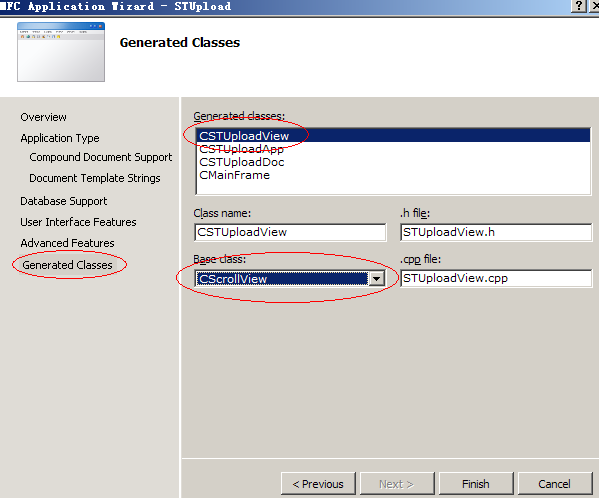 MFC Application Wizard - STUpload
Generated Classes
Overview
Application Type
Compound Document Support
Document Template Strings
Database Support
User Interface Features
Advanced Features
Generated Classes
Generated classes:
CSTUploadView
CSTUploadApp
CSTUploadDoc
CMainFrame
Class name:
.h file:
CSTUploadView
STUploadView.h
Base class:
.cpp file:
CScrollView
STUploadView.cpp
< Previous
Next >
Finish
Cancel